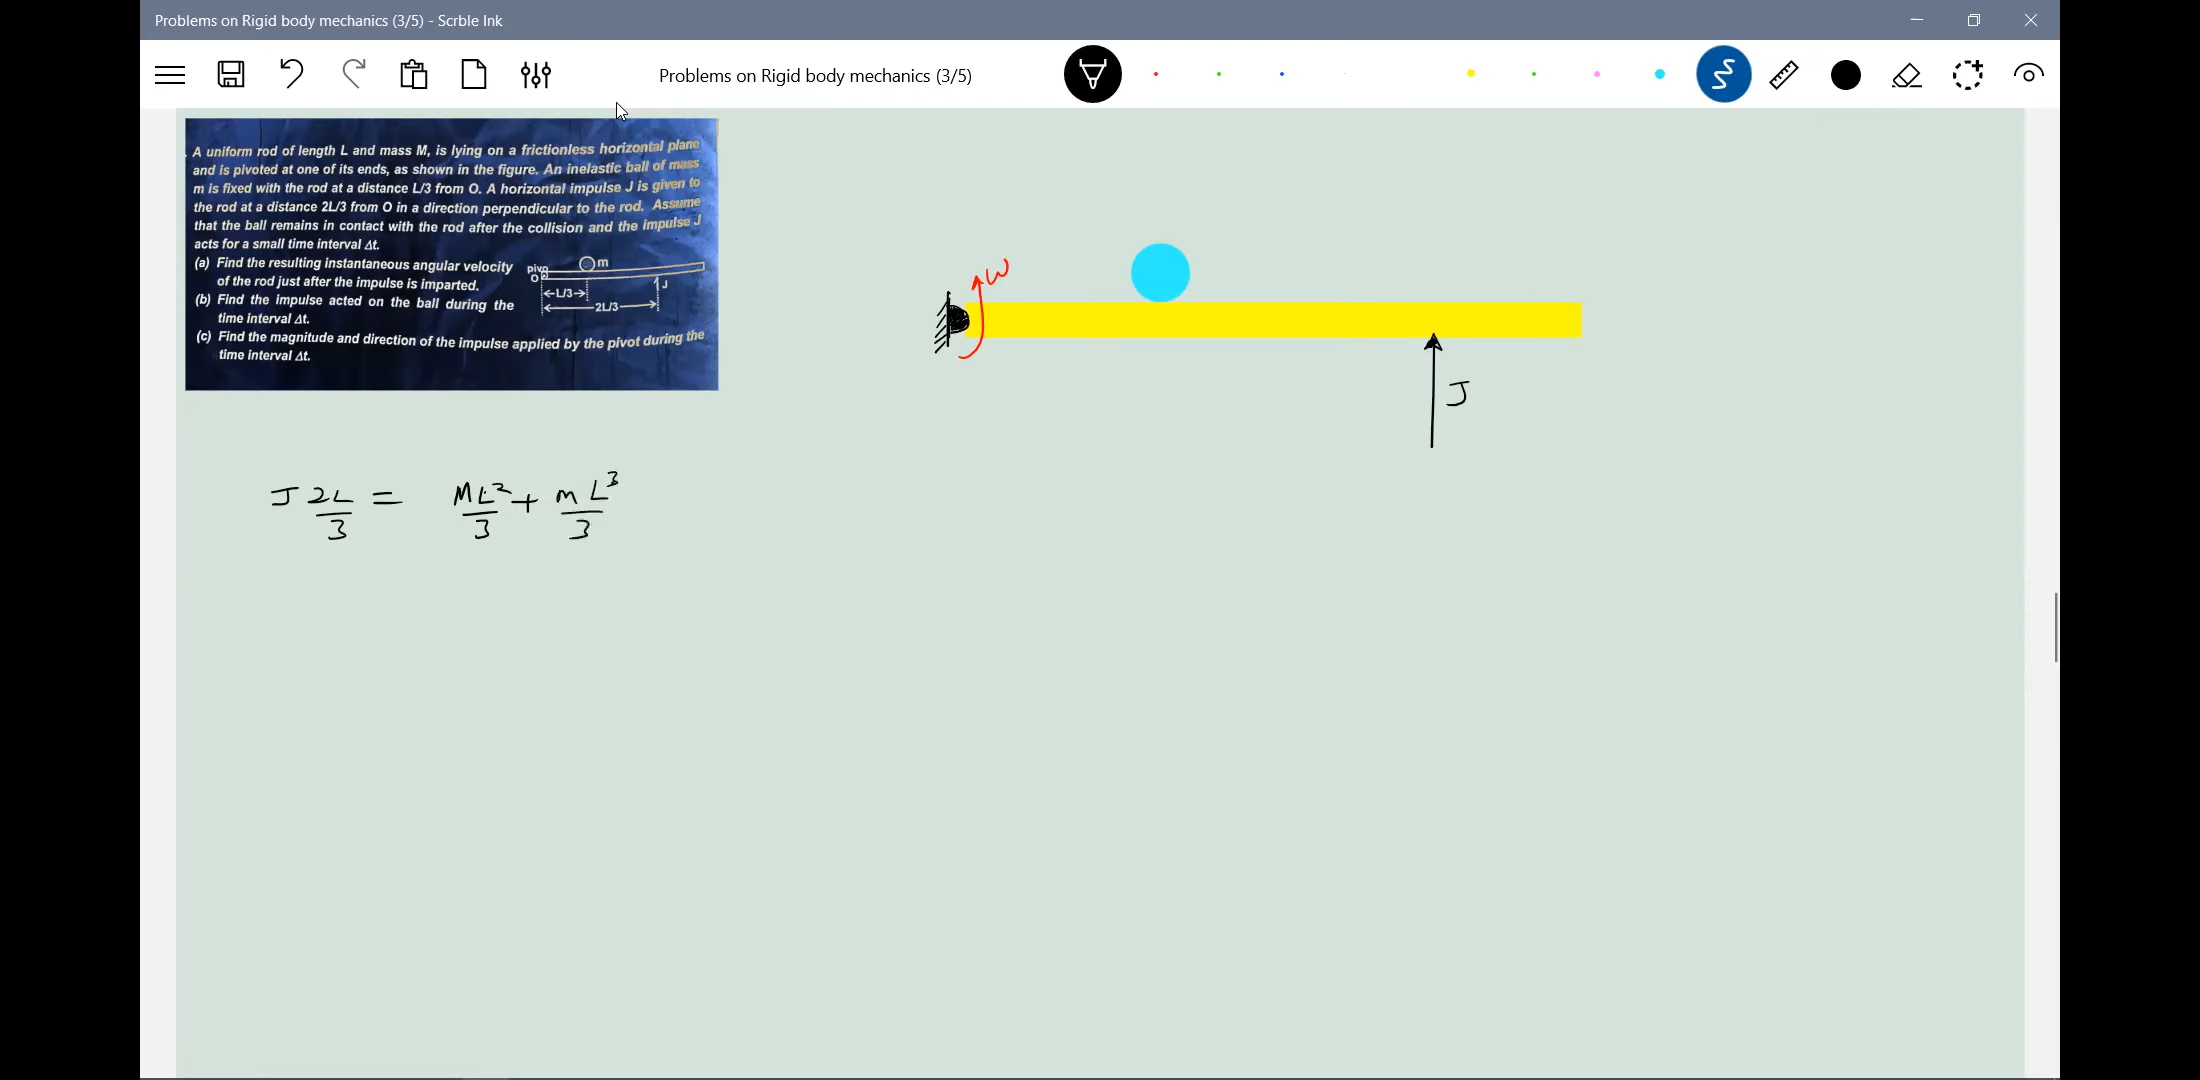 Problems on Rigid body mechanics (3/5) - Scrble Ink
Problems on Rigid body mechanics (3/5)
A uniform rod of length L and mass M, is lying on a frictionless horizontal plane
and is pivoted at one of its ends, as shown in the figure. An inelastic ball of mass
m is fixed with the rod at a distance L/3 from O. A horizontal impulse J is given to
the rod at a distance 2L/3 from O in a direction perpendicular to the rod. Assume
that the ball remains in contact with the rod after the collision and the impulse J
acts for a small time interval Δt.
(a) Find the resulting instantaneous angular velocity
of the rod just after the impulse is imparted.
(b) Find the impulse acted on the ball during the
time interval Δt.
(c) Find the magnitude and direction of the impulse applied by the pivot during the
time interval Δt.
pivo
O
m
J
L/3
2L/3
ω
J
J 2L/3 = ML²/3 + mL³/3